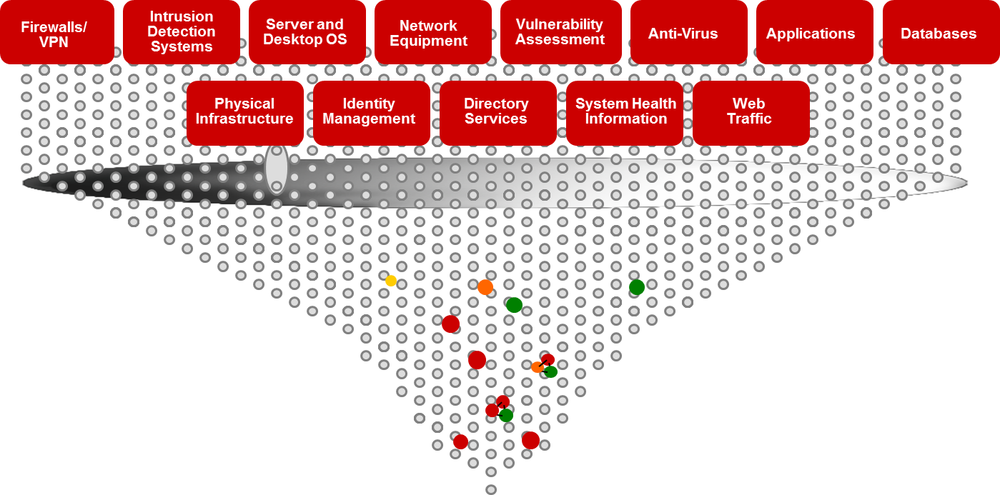 Firewalls/
VPN
Intrusion
Detection
Systems
Server and
Desktop OS
Network
Equipment
Vulnerability
Assessment
Anti-Virus
Applications
Databases
Physical
Infrastructure
Identity
Management
Directory
Services
System Health
Information
Web
Traffic